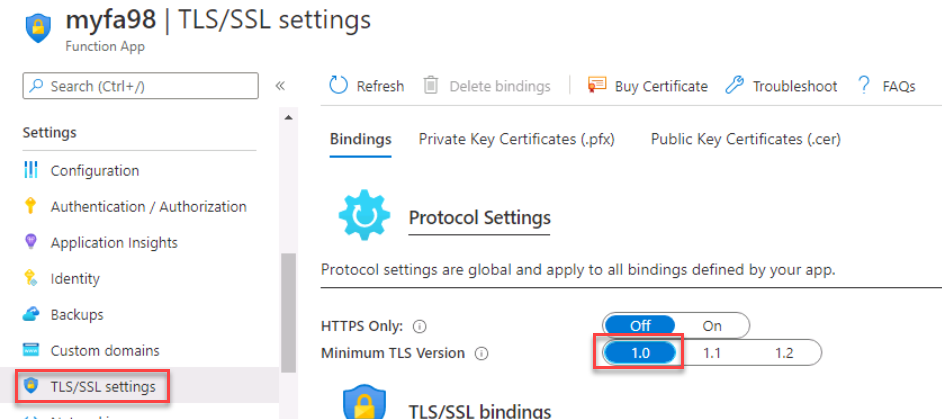 myfa98 | TLS/SSL settings
Function App
Search (Ctrl+/)
«
Refresh
Delete bindings
Buy Certificate
Troubleshoot
? FAQs
Settings
Configuration
Authentication / Authorization
Application Insights
Identity
Backups
Custom domains
TLS/SSL settings
Bindings
Private Key Certificates (.pfx)
Public Key Certificates (.cer)
Protocol Settings
Protocol settings are global and apply to all bindings defined by your app.
HTTPS Only:
Off On
Minimum TLS Version
1.0 1.1 1.2
TLS/SSL bindings